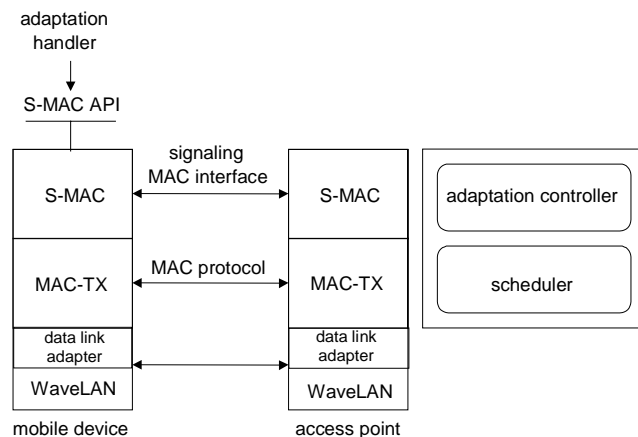 adaptation
handler
S-MAC API
signaling
MAC interface
S-MAC
S-MAC
adaptation controller
MAC protocol
MAC-TX
MAC-TX
scheduler
data link
adapter
data link
adapter
WaveLAN
WaveLAN
mobile device
access point